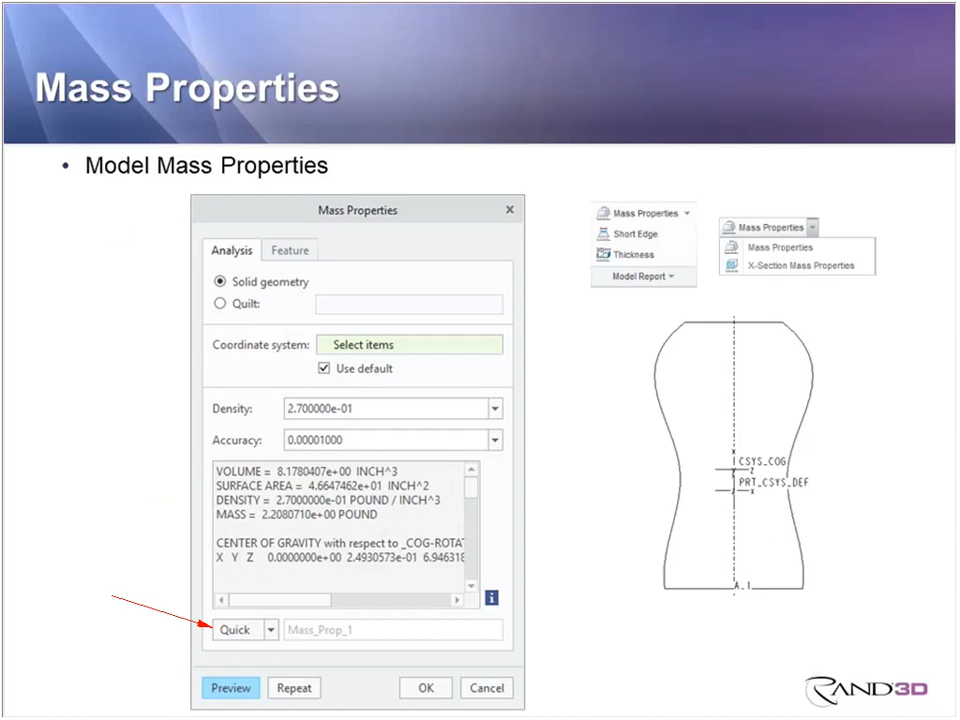 Mass Properties
• Model Mass Properties
Mass Properties
Analysis Feature
Solid geometry
Quilt:
Coordinate system: Select items
Use default
Density: 2.700000e-01
Accuracy: 0.00001000
VOLUME = 8.1780407e+00 INCH^3
SURFACE AREA = 4.6647462e+01 INCH^2
DENSITY = 2.7000000e-01 POUND / INCH^3
MASS = 2.2080710e+00 POUND
CENTER OF GRAVITY with respect to _COG-ROTAT
X Y Z 0.0000000e+00 2.4930573e-01 6.946318
Quick Mass_Prop_1
Preview Repeat OK Cancel
Mass Properties
Short Edge
Thickness
Model Report
Mass Properties
Mass Properties
X-Section Mass Properties
CSYS_COG
PRT_CSYS_DEF
A_1
RAND 3D